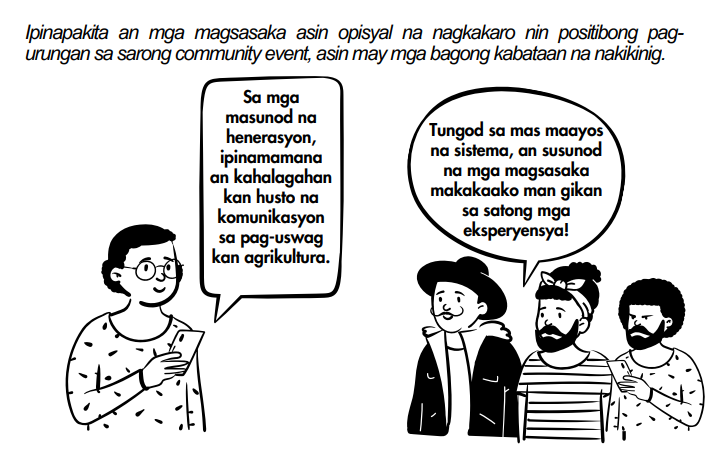 Ipinapakita an mga magsasaka asin opisyal na nagkakaro nin positibong pag-
urungan sa sarong community event, asin may mga bagong kabataan na nakikinig.
Sa mga
masunod na
henerasyon,
ipinamamana
an kahalagahan
kan husto na
komunikasyon
sa pag-uswag
kan agrikultura.
Tungod sa mas maayos
na sistema, an susunod
na mga magsasaka
makakaako man gikan
sa satong mga
eksperyensya!